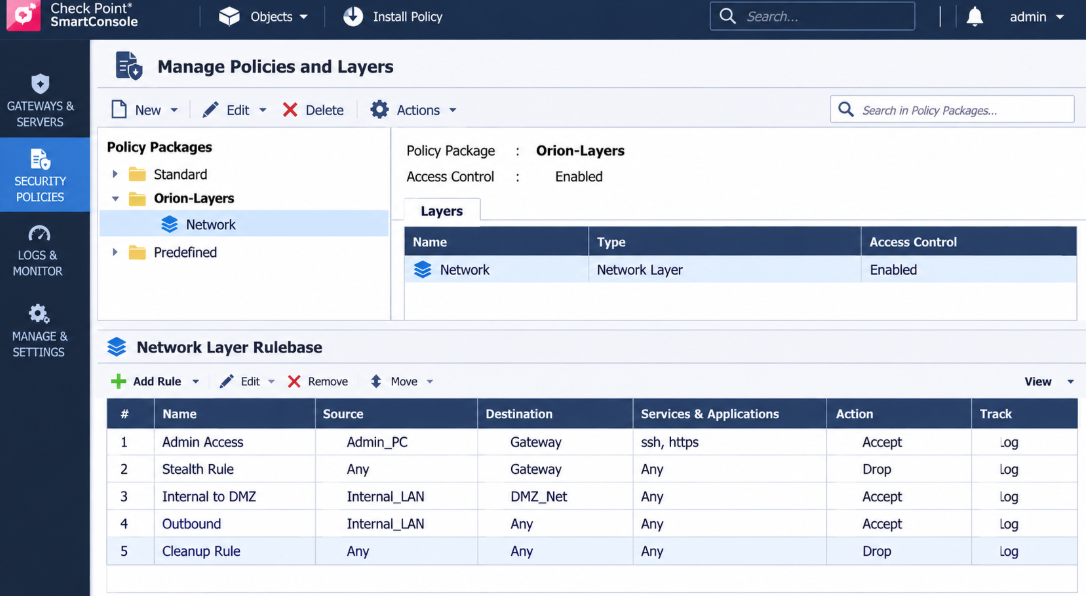 Check Point®
SmartConsole
Objects
Install Policy
Search...
admin
GATEWAYS &
SERVERS
SECURITY
POLICIES
LOGS &
MONITOR
MANAGE &
SETTINGS
Manage Policies and Layers
New Edit Delete Actions
Search in Policy Packages...
Policy Packages
Standard
Orion-Layers
Network
Predefined
Policy Package : Orion-Layers
Access Control : Enabled
Layers
Name Type Access Control
Network Network Layer Enabled
Network Layer Rulebase
Add Rule Edit Remove Move View
# Name Source Destination Services & Applications Action Track
1 Admin Access Admin_PC Gateway ssh, https Accept Log
2 Stealth Rule Any Gateway Any Drop Log
3 Internal to DMZ Internal_LAN DMZ_Net Any Accept Log
4 Outbound Internal_LAN Any Any Accept Log
5 Cleanup Rule Any Any Any Drop Log